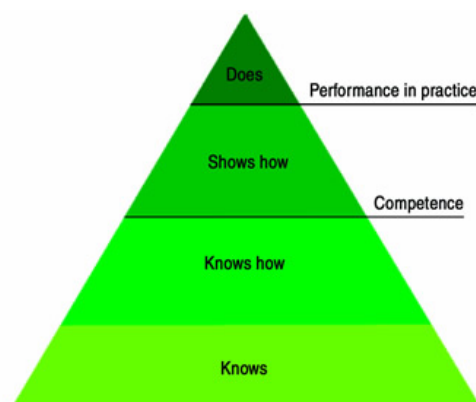 Does
Performance in practice
Shows how
Competence
Knows how
Knows